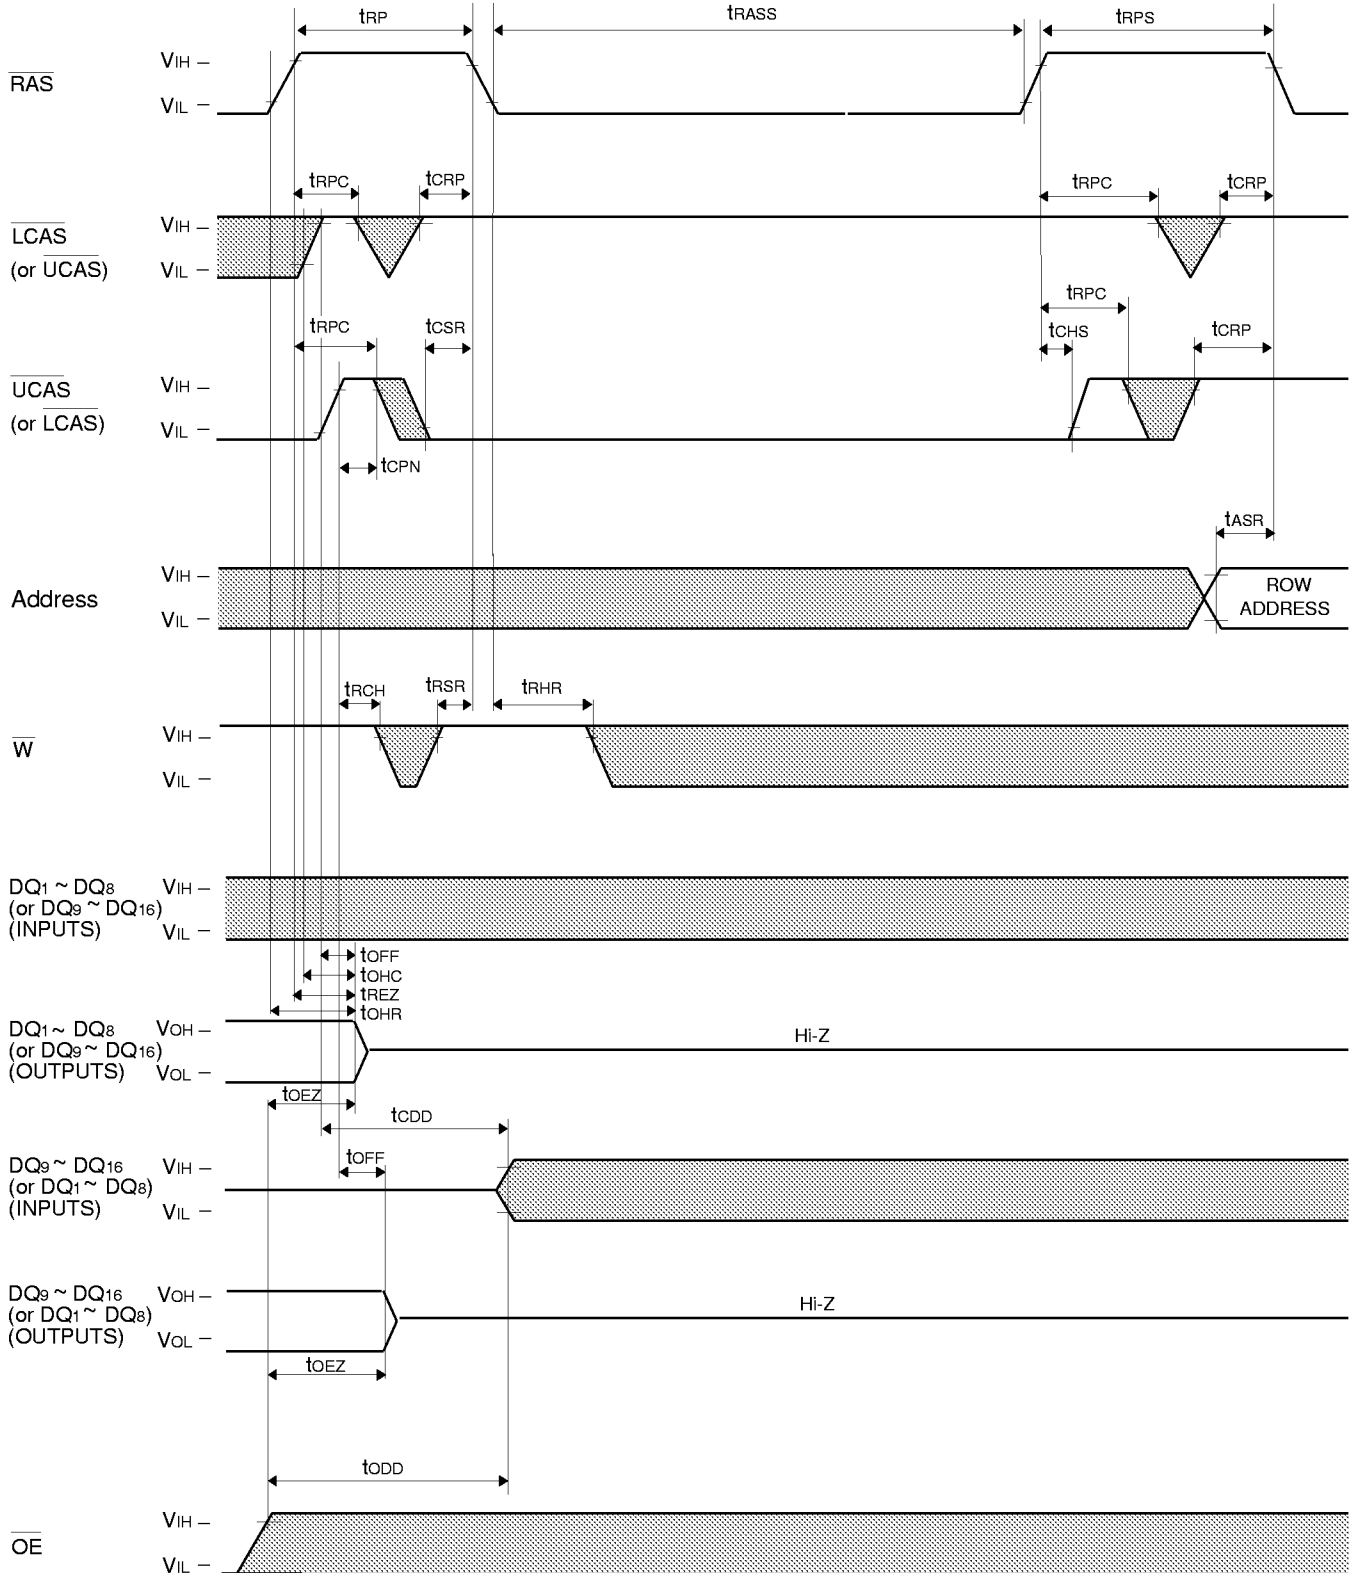 tRP tRASS tRPS
VIH
RAS
VIL
tRPC tCRP tRPC tCRP
VIH
LCAS
(or UCAS) VIL
tRPC
tRPC tCSR tCHS tCRP
VIH
UCAS
(or LCAS) VIL
tCPN
tASR
VIH
Address
VIL
ROW
ADDRESS
tRCH tRSR tRHR
VIH
W
VIL
DQ1 ~ DQ8 VIH
(or DQ9 ~ DQ16)
(INPUTS) VIL
tOFF
tOHC
tREZ
tOHR
DQ1 ~ DQ8 VOH
(or DQ9 ~ DQ16) Hi-Z
(OUTPUTS) VOL
tOEZ
tCDD
tOFF
DQ9 ~ DQ16 VIH
(or DQ1 ~ DQ8)
(INPUTS) VIL
DQ9 ~ DQ16 VOH
(or DQ1 ~ DQ8) Hi-Z
(OUTPUTS) VOL
tOEZ
tODD
VIH
OE
VIL